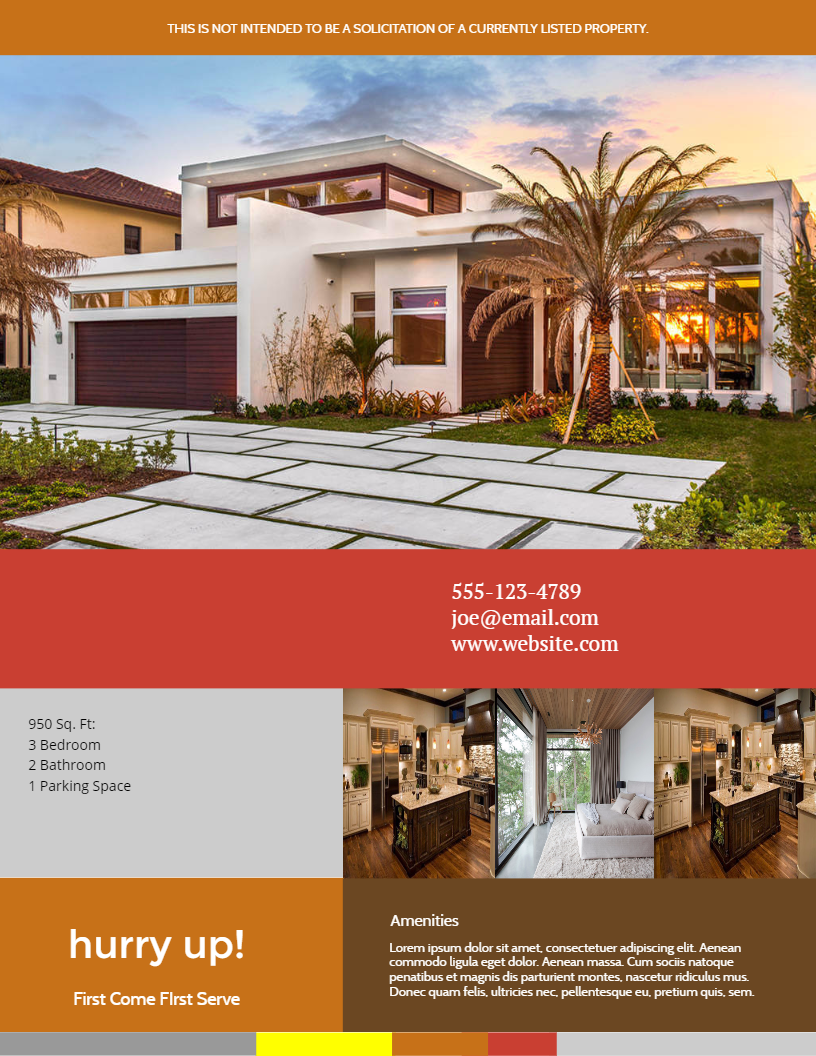 THIS IS NOT INTENDED TO BE A SOLICITATION OF A CURRENTLY LISTED PROPERTY.
555-123-4789
joe@email.com
www.website.com
950 Sq. Ft:
3 Bedroom
2 Bathroom
1 Parking Space
hurry up!
First Come FIrst Serve
Amenities
Lorem ipsum dolor sit amet, consectetuer adipiscing elit. Aenean
commodo ligula eget dolor. Aenean massa. Cum sociis natoque
penatibus et magnis dis parturient montes, nascetur ridiculus mus.
Donec quam felis, ultricies nec, pellentesque eu, pretium quis, sem.